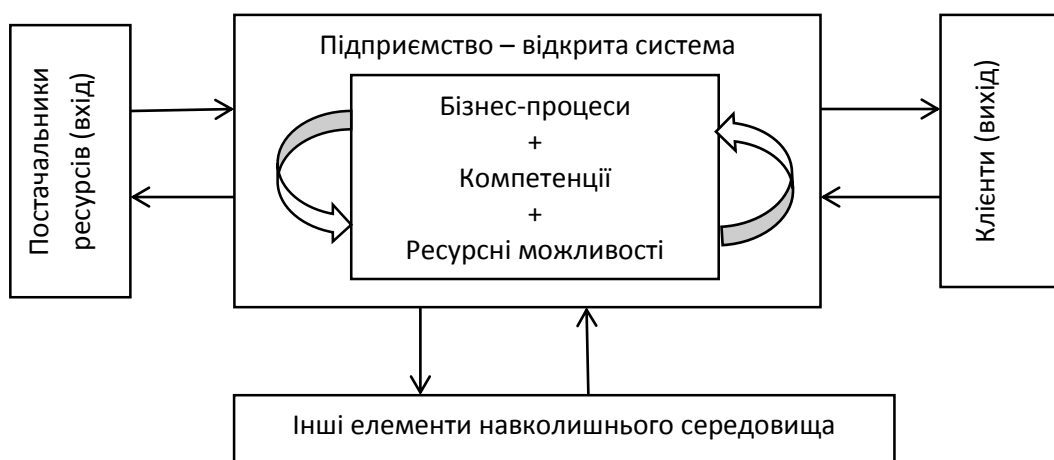 Постачальники
ресурсів (вхід)
Підприємство – відкрита система
Бізнес-процеси
+
Компетенції
+
Ресурсні можливості
Клієнти (вихід)
Інші елементи навколишнього середовища